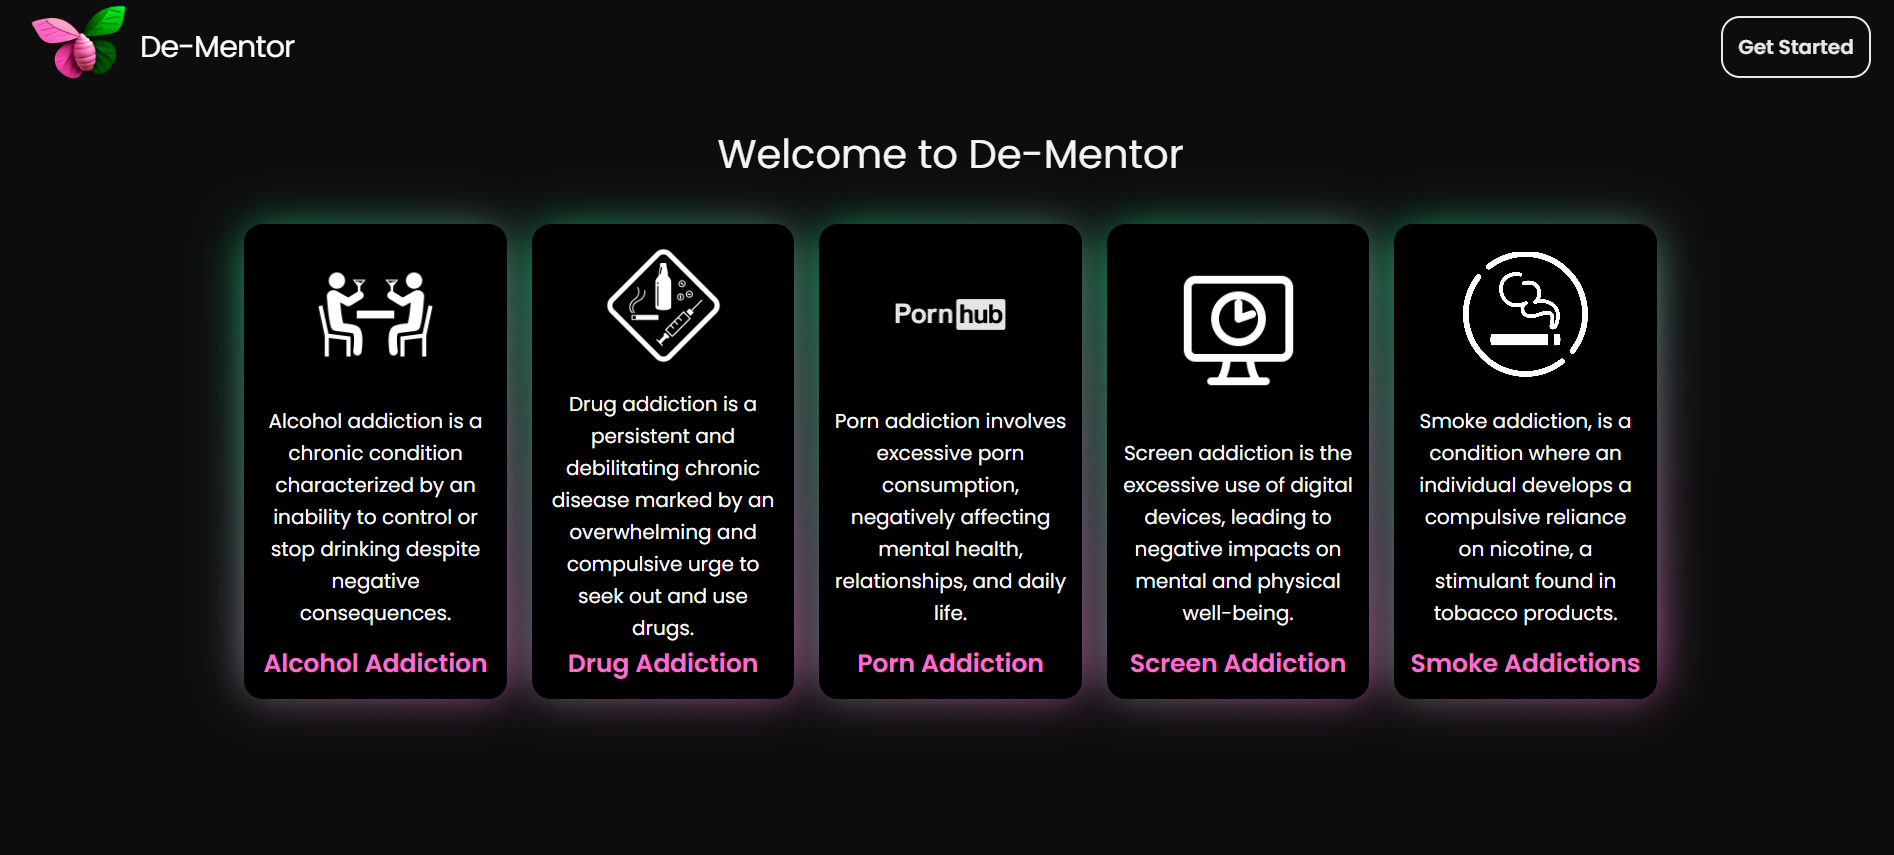 De-Mentor
Get Started
Welcome to De-Mentor
Alcohol addiction is a
chronic condition
characterized by an
inability to control or
stop drinking despite
negative
consequences.
Alcohol Addiction
Drug addiction is a
persistent and
debilitating chronic
disease marked by an
overwhelming and
compulsive urge to
seek out and use
drugs.
Drug Addiction
Porn hub
Porn addiction involves
excessive porn
consumption,
negatively affecting
mental health,
relationships, and daily
life.
Porn Addiction
Screen addiction is the
excessive use of digital
devices, leading to
negative impacts on
mental and physical
well-being.
Screen Addiction
Smoke addiction, is a
condition where an
individual develops a
compulsive reliance
on nicotine, a
stimulant found in
tobacco products.
Smoke Addictions